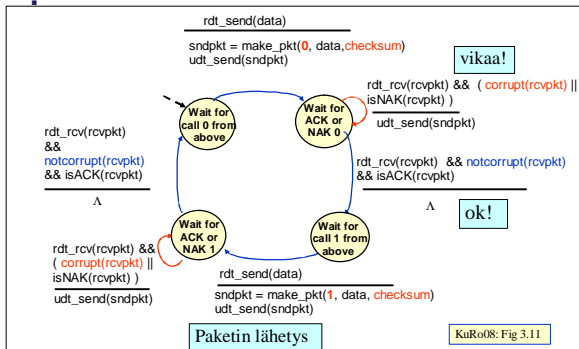 rdt_send(data)
sndpkt = make_pkt(0, data,checksum)
udt_send(sndpkt)
vikaa!
rdt_rcv(rcvpkt) && ( corrupt(rcvpkt) ||
isNAK(rcvpkt) )
udt_send(sndpkt)
Wait for
call 0 from
above
Wait for
ACK or
NAK 0
rdt_rcv(rcvpkt)
&&
notcorrupt(rcvpkt)
&& isACK(rcvpkt)
Λ
rdt_rcv(rcvpkt) && notcorrupt(rcvpkt)
&& isACK(rcvpkt)
Λ
ok!
Wait for
ACK or
NAK 1
Wait for
call 1 from
above
rdt_rcv(rcvpkt) &&
( corrupt(rcvpkt) ||
isNAK(rcvpkt) )
udt_send(sndpkt)
rdt_send(data)
sndpkt = make_pkt(1, data, checksum)
udt_send(sndpkt)
Paketin lähetys
KuRo08: Fig 3.11